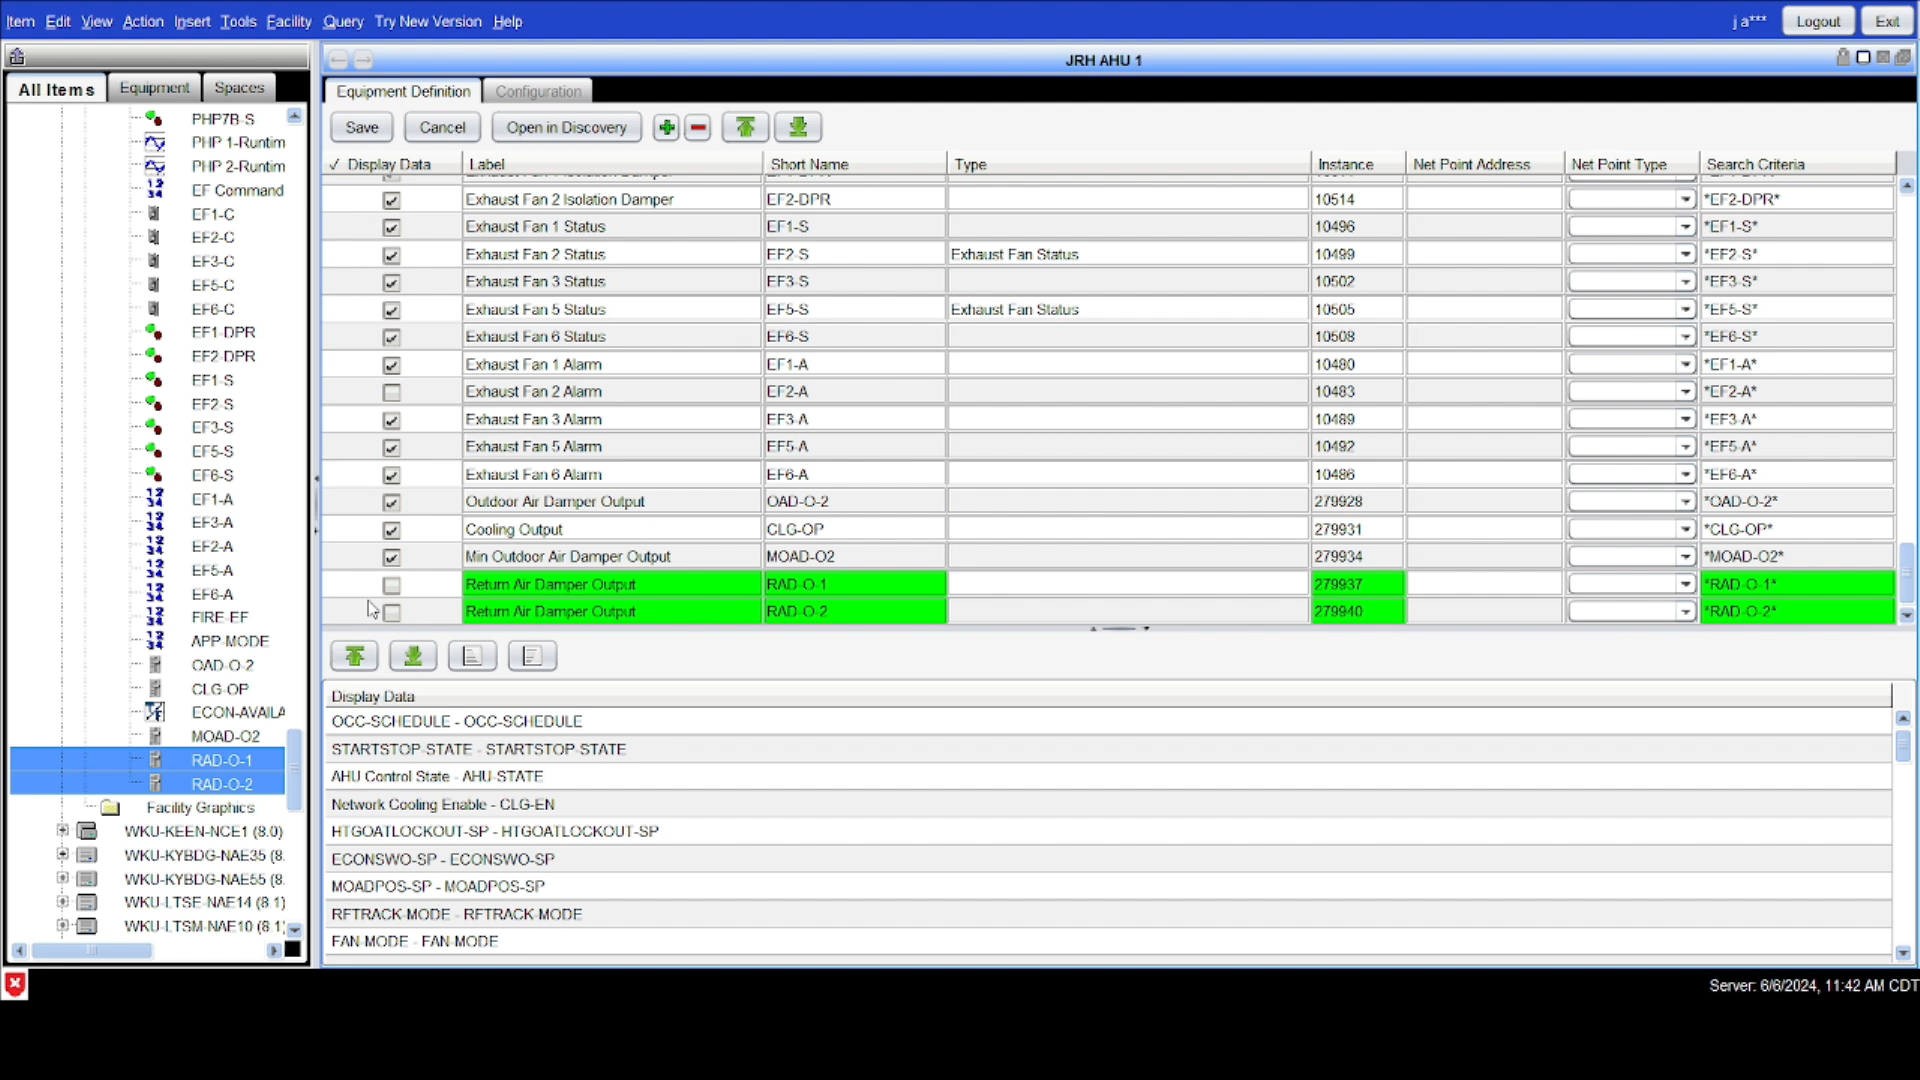 Item Edit View Action Insert Tools Facility Query Try New Version Help
j a***
Logout
Exit
All Items
Equipment
Spaces
PHP7B-S
PHP 1-Runtim
PHP 2-Runtim
EF Command
EF1-C
EF2-C
EF3-C
EF5-C
EF6-C
EF1-DPR
EF2-DPR
EF1-S
EF2-S
EF3-S
EF5-S
EF6-S
EF1-A
EF3-A
EF2-A
EF5-A
EF6-A
FIRE-EF
APP-MODE
OAD-O-2
CLG-OP
ECON-AVAILA
MOAD-O2
RAD-O-1
RAD-O-2
Facility Graphics
WKU-KEEN-NCE1 (8.0)
WKU-KYBDG-NAE35 (8.
WKU-KYBDG-NAE55 (8.
WKU-LTSE-NAE14 (8.1)
WKU-LTSM-NAE10 (8.1)
JRH AHU 1
Equipment Definition
Configuration
Save
Cancel
Open in Discovery
✓ Display Data Label Short Name Type Instance Net Point Address Net Point Type Search Criteria
Exhaust Fan 2 Isolation Damper EF2-DPR 10514 *EF2-DPR*
Exhaust Fan 1 Status EF1-S 10496 *EF1-S*
Exhaust Fan 2 Status EF2-S Exhaust Fan Status 10499 *EF2-S*
Exhaust Fan 3 Status EF3-S 10502 *EF3-S*
Exhaust Fan 5 Status EF5-S Exhaust Fan Status 10505 *EF5-S*
Exhaust Fan 6 Status EF6-S 10508 *EF6-S*
Exhaust Fan 1 Alarm EF1-A 10480 *EF1-A*
Exhaust Fan 2 Alarm EF2-A 10483 *EF2-A*
Exhaust Fan 3 Alarm EF3-A 10489 *EF3-A*
Exhaust Fan 5 Alarm EF5-A 10492 *EF5-A*
Exhaust Fan 6 Alarm EF6-A 10486 *EF6-A*
Outdoor Air Damper Output OAD-O-2 279928 *OAD-O-2*
Cooling Output CLG-OP 279931 *CLG-OP*
Min Outdoor Air Damper Output MOAD-O2 279934 *MOAD-O2*
Return Air Damper Output RAD-O-1 279937 *RAD-O-1*
Return Air Damper Output RAD-O-2 279940 *RAD-O-2*
Display Data
OCC-SCHEDULE - OCC-SCHEDULE
STARTSTOP-STATE - STARTSTOP-STATE
AHU Control State - AHU-STATE
Network Cooling Enable - CLG-EN
HTGOATLOCKOUT-SP - HTGOATLOCKOUT-SP
ECONSWO-SP - ECONSWO-SP
MOADPOS-SP - MOADPOS-SP
RFTRACK-MODE - RFTRACK-MODE
FAN-MODE - FAN-MODE
Server: 6/6/2024, 11:42 AM CDT